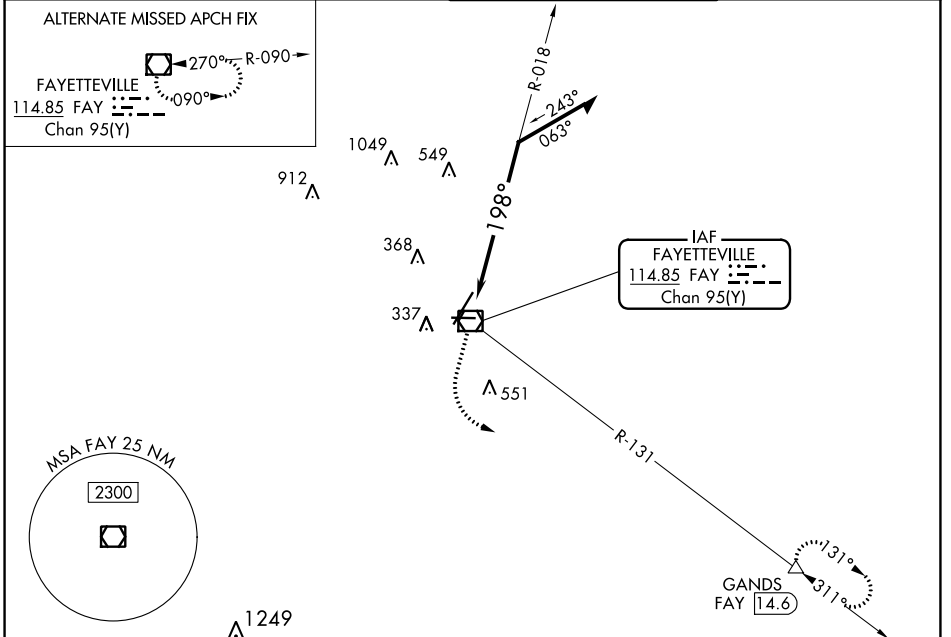 ALTERNATE MISSED APCH FIX
270°
R-090
FAYETTEVILLE
114.85 FAY
090°
Chan 95(Y)
R-018
243°
063°
1049
549
912
198°
368
IAF
FAYETTEVILLE
114.85 FAY
Chan 95(Y)
337
551
R-131
MSA FAY 25 NM
2300
131°
311°
GANDS
FAY 14.6
1249